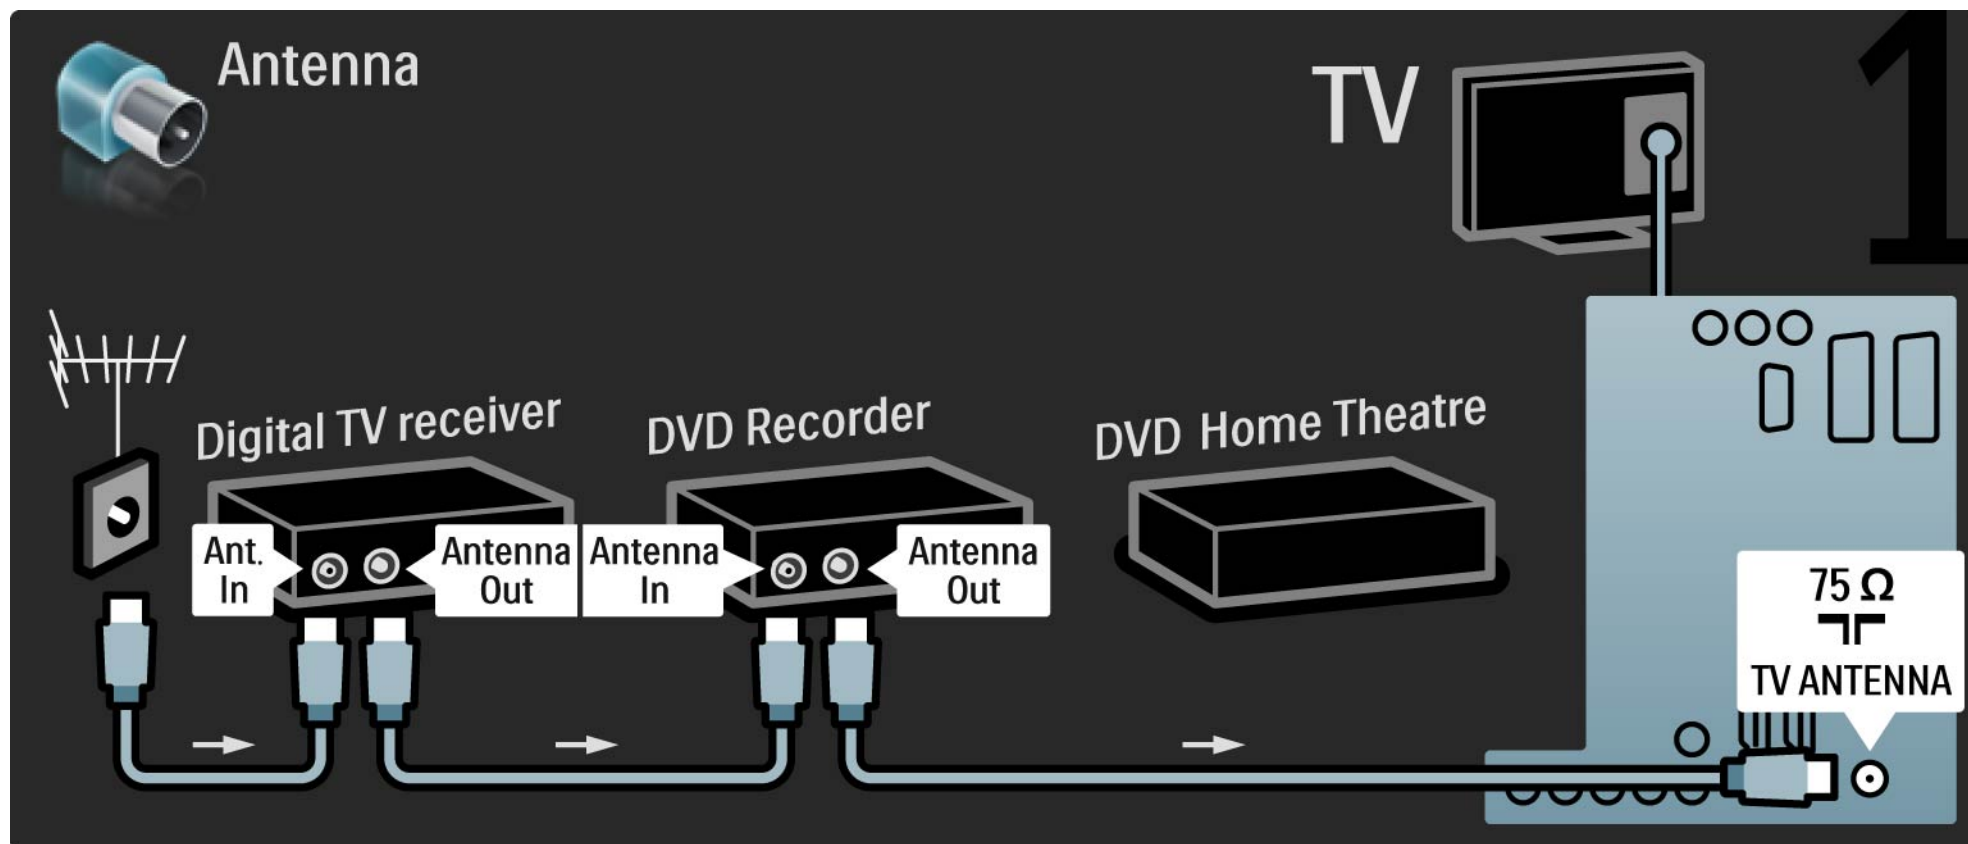 Antenna
TV
1
Digital TV receiver
DVD Recorder
DVD Home Theatre
Ant.
In
Antenna
Out
Antenna
In
Antenna
Out
75 Ω
TV ANTENNA